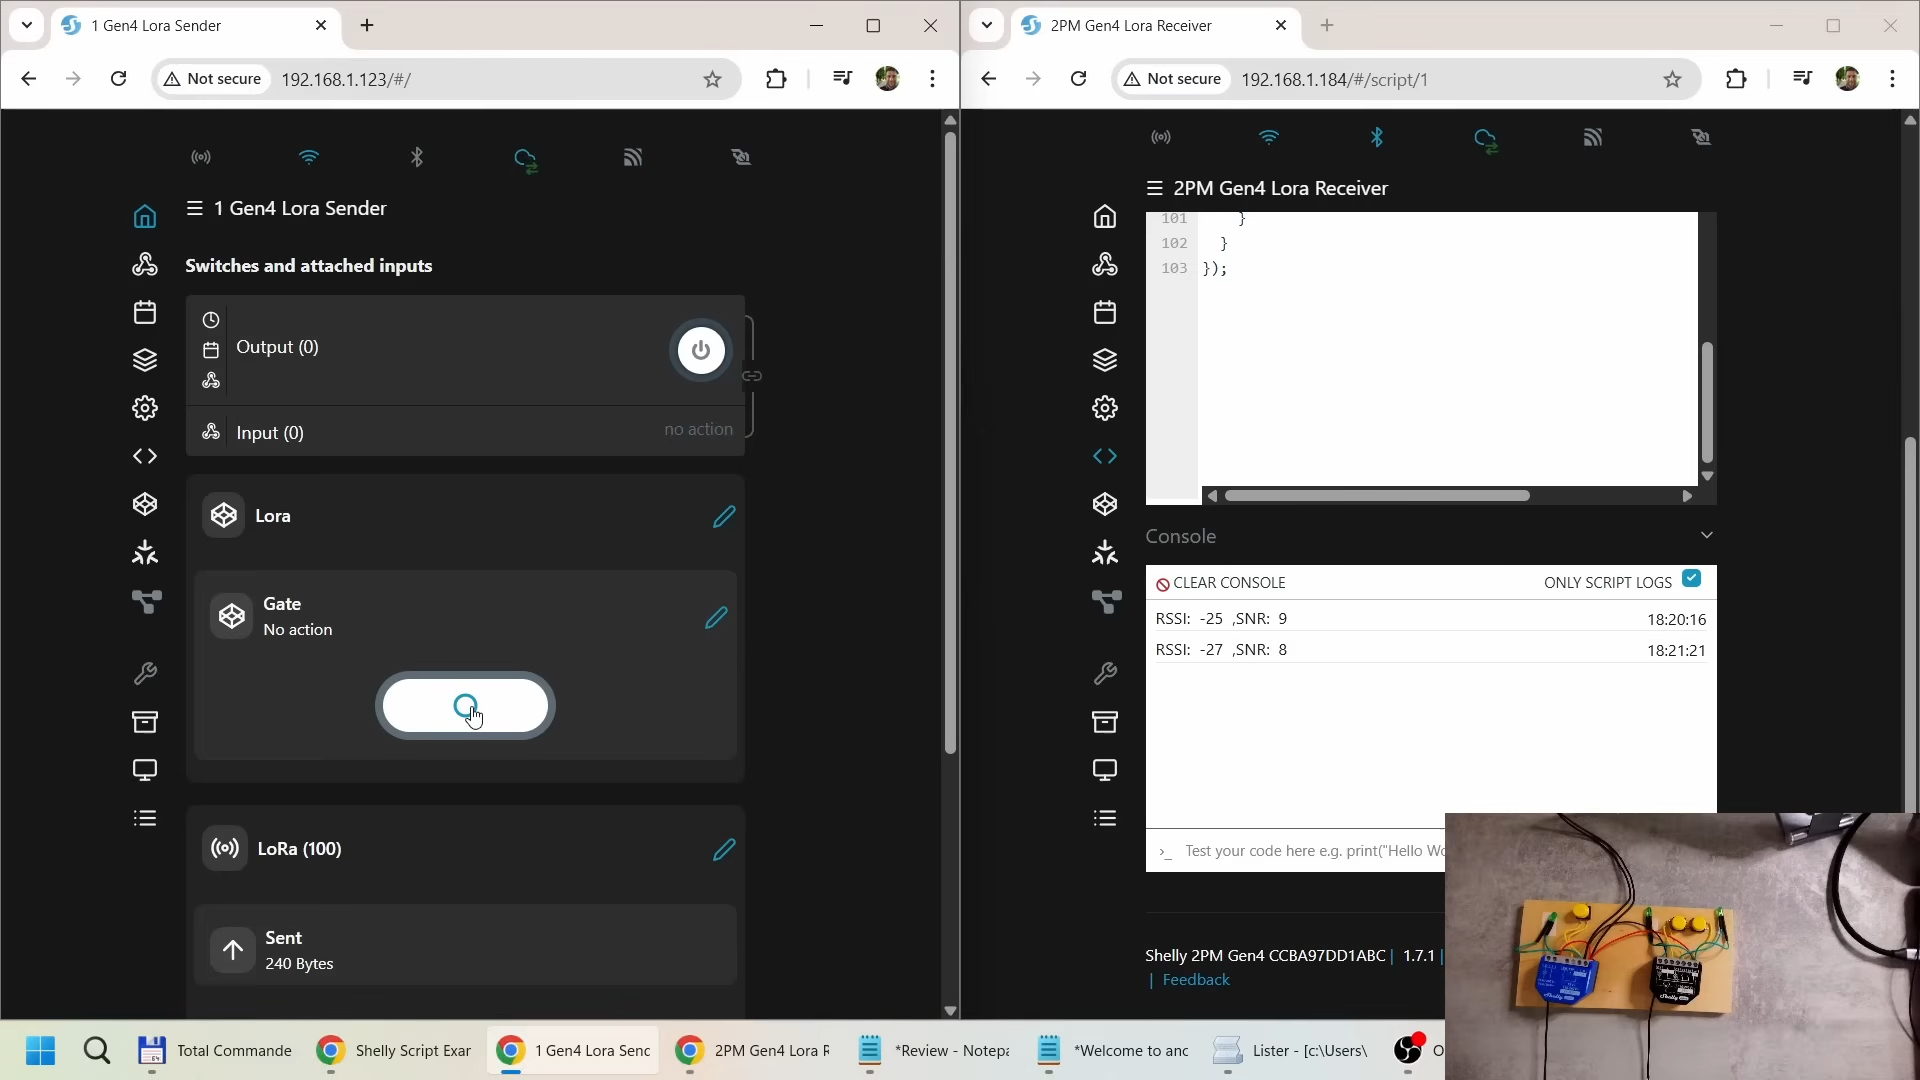 1 Gen4 Lora Sender
Not secure
192.168.1.123/#/
1 Gen4 Lora Sender
Switches and attached inputs
Output (0)
Input (0)
no action
Lora
Gate
No action
LoRa (100)
Sent
240 Bytes
2PM Gen4 Lora Receiver
Not secure
192.168.1.184/#/script/1
2PM Gen4 Lora Receiver
101 }
102 }
103 });
Console
CLEAR CONSOLE
ONLY SCRIPT LOGS
RSSI: -25 ,SNR: 9 18:20:16
RSSI: -27 ,SNR: 8 18:21:21
>_ Test your code here e.g. print("Hello Wo
Shelly 2PM Gen4 CCBA97DD1ABC | 1.7.1 |
| Feedback
Total Commande
Shelly Script Exar
1 Gen4 Lora Senc
2PM Gen4 Lora R
*Review - Notepa
*Welcome to anc
Lister - [c:\Users\
O